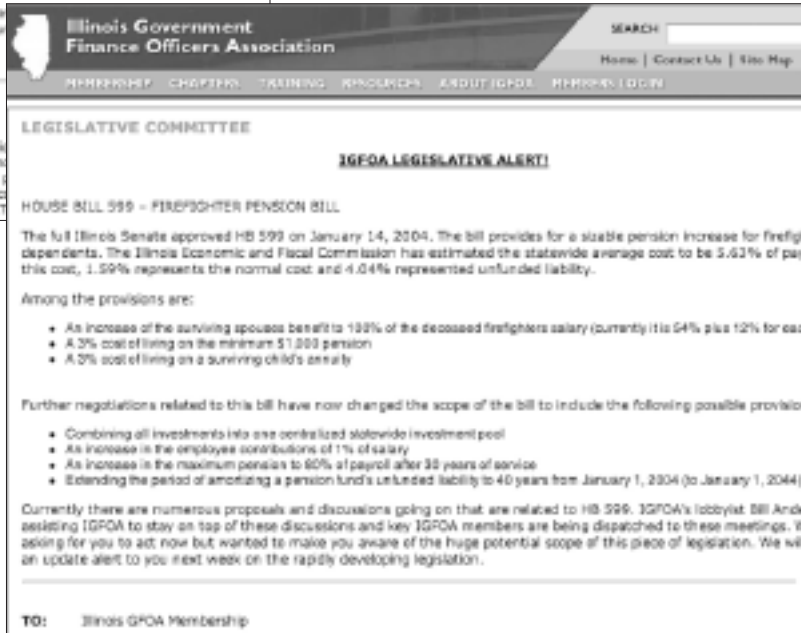 Illinois Government
Finance Officers Association
SEARCH
Home | Contact Us | Site Map
MEMBERSHIP CHAPTERS TRAINING RESOURCES ABOUT IGFOA MEMBERS LOGIN
LEGISLATIVE COMMITTEE
IGFOA LEGISLATIVE ALERT!
HOUSE BILL 599 – FIREFIGHTER PENSION BILL
The full Illinois Senate approved HB 599 on January 14, 2004. The bill provides for a sizable pension increase for firefig
dependents. The Illinois Economic and Fiscal Commission has estimated the statewide average cost to be 5.63% of pa
this cost, 1.59% represents the normal cost and 4.04% represented unfunded liability.
Among the provisions are:
• An increase of the surviving spouses benefit to 100% of the deceased firefighters salary (currently it is 54% plus 12% for eac
• A 3% cost of living on the minimum $1,000 pension
• A 3% cost of living on a surviving child's annuity
Further negotiations related to this bill have now changed the scope of the bill to include the following possible provisio
• Combining all investments into one centralized statewide investment pool
• An increase in the employee contributions of 1% of salary
• An increase in the maximum pension to 80% of payroll after 30 years of service
• Extending the period of amortizing a pension fund's unfunded liability to 40 years from January 1, 2004 (to January 1, 2044)
Currently there are numerous proposals and discussions going on that are related to HB 599. IGFOA's lobbyist Bill Ande
assisting IGFOA to stay on top of these discussions and key IGFOA members are being dispatched to these meetings. W
asking for you to act now but wanted to make you aware of the huge potential scope of this piece of legislation. We wil
an update alert to you next week on the rapidly developing legislation.
TO: Illinois GFOA Membership